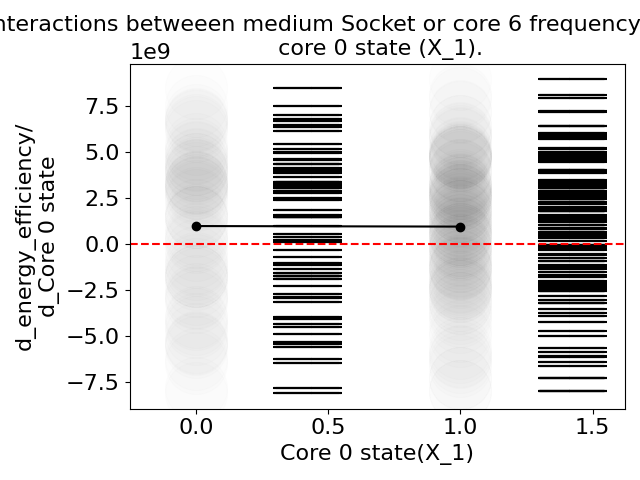 nteractions betweeen medium Socket or core 6 frequency
core 0 state (X_1).
1e9
7.5
5.0
2.5
0.0
−2.5
−5.0
−7.5
d_energy_efficiency/
d_Core 0 state
0.0
0.5
1.0
1.5
Core 0 state(X_1)